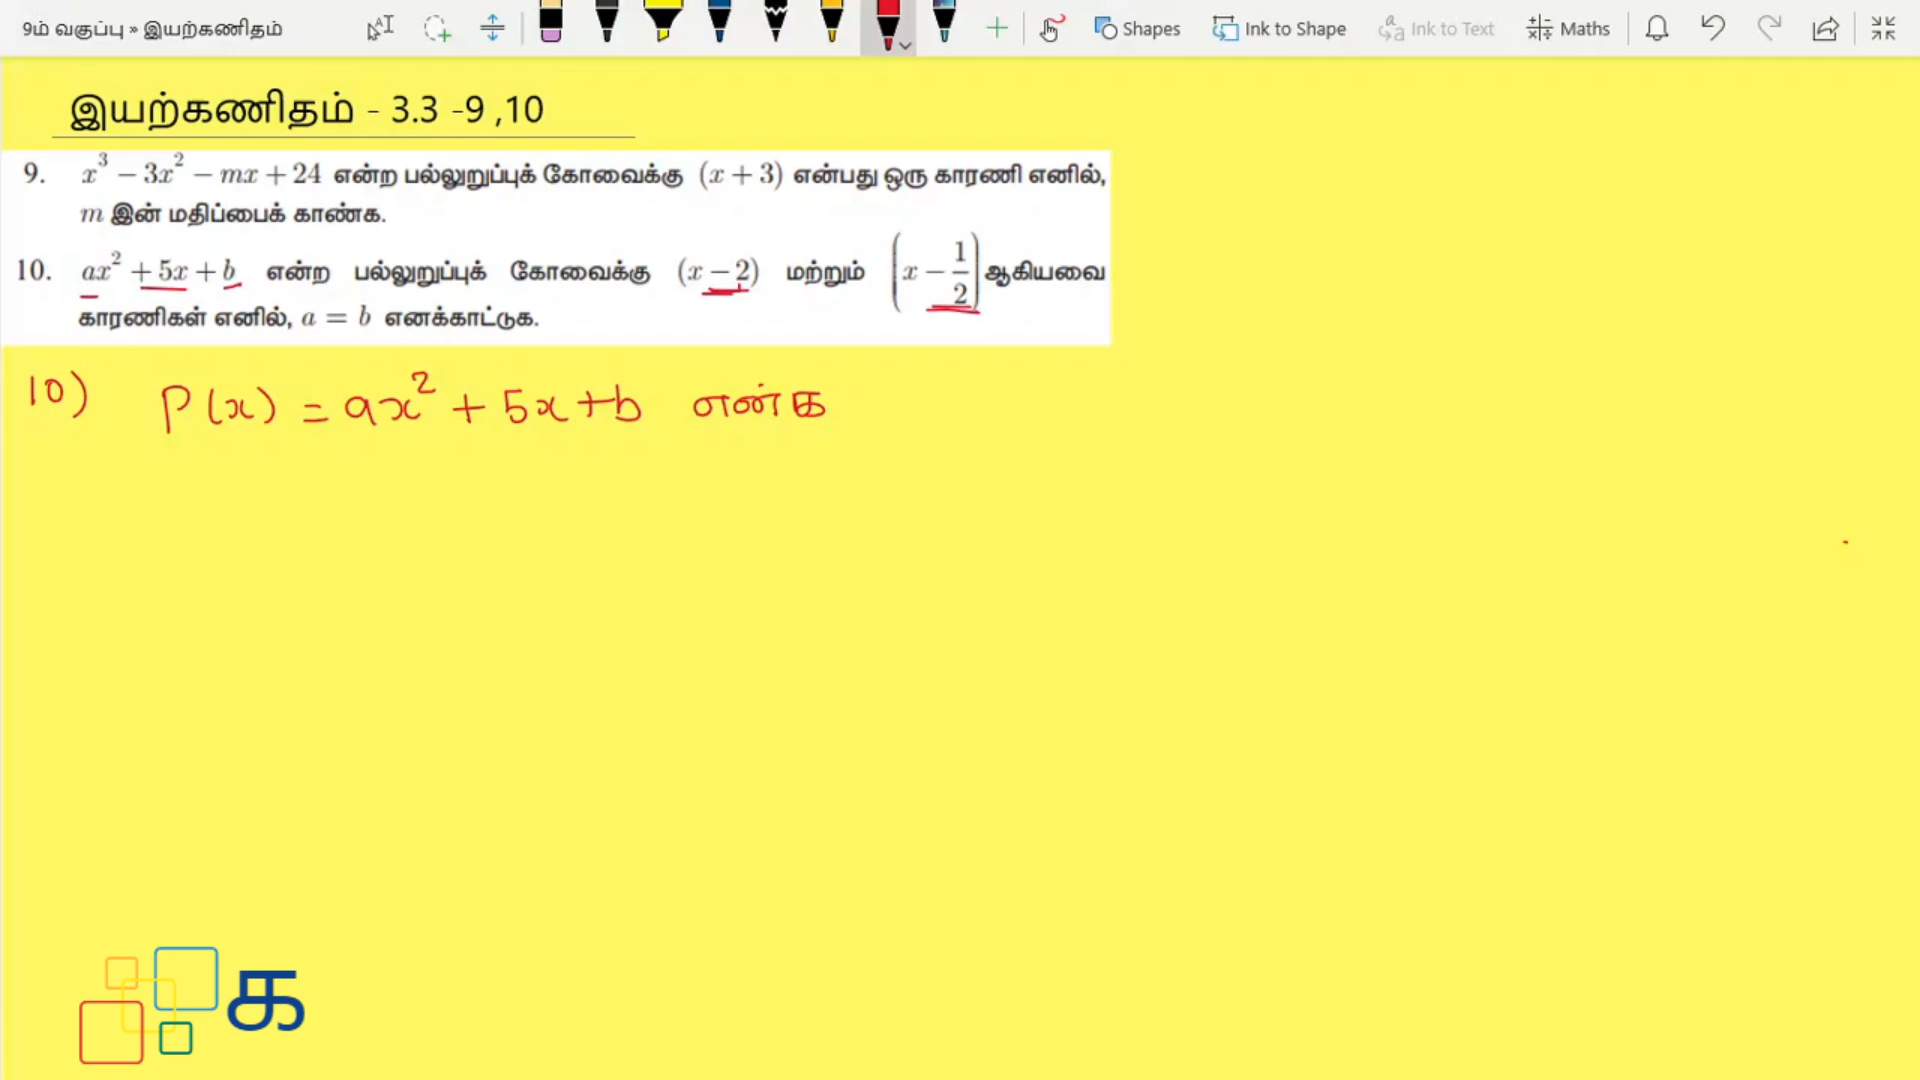 9ம் வகுப்பு » இயற்கணிதம்
Shapes
Ink to Shape
Ink to Text
Maths
இயற்கணிதம் - 3.3 -9 ,10
9. x³ − 3x² − mx + 24 என்ற பல்லுறுப்புக் கோவைக்கு (x + 3) என்பது ஒரு காரணி எனில்,
m இன் மதிப்பைக் காண்க.
10. ax² + 5x + b என்ற பல்லுறுப்புக் கோவைக்கு (x − 2) மற்றும் (x − 1/2) ஆகியவை
காரணிகள் எனில், a = b எனக்காட்டுக.
10) P(x) = ax² + 5x + b என்க
க